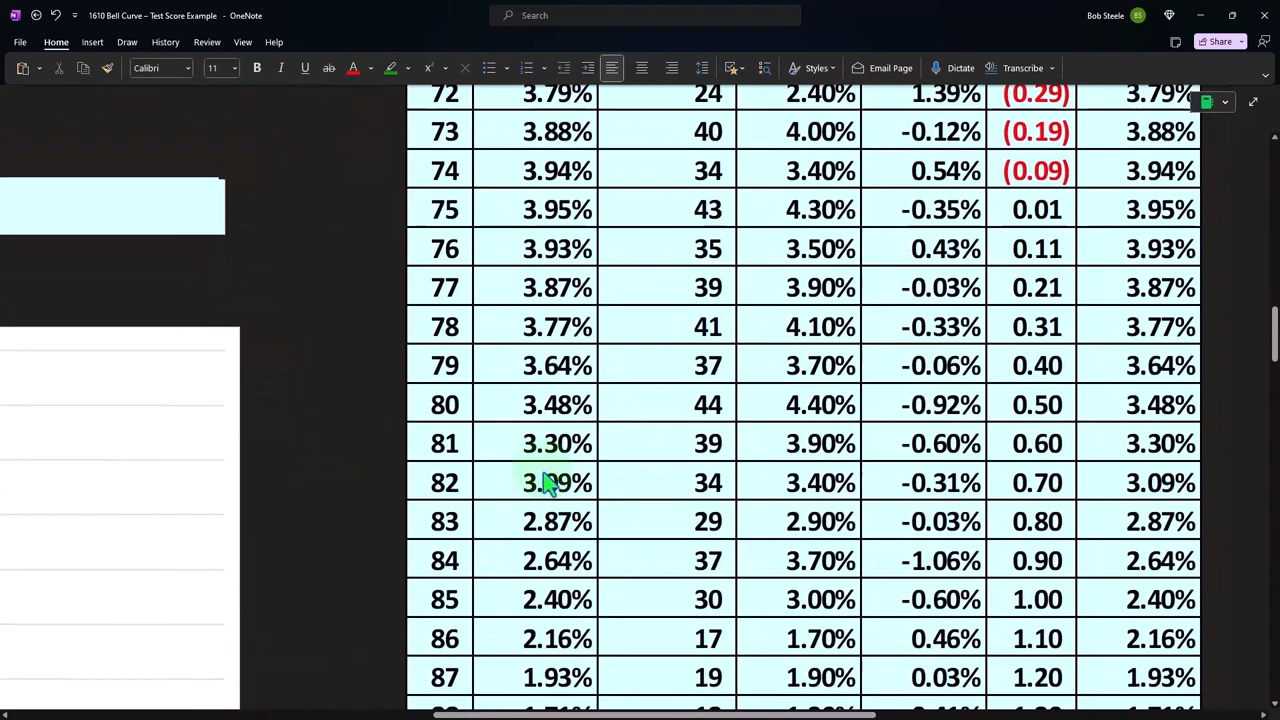 1610 Bell Curve – Test Score Example - OneNote
Search
Bob Steele BS
File Home Insert Draw History Review View Help Share
Calibri 11 B I U ab A Styles Email Page Dictate Transcribe
72 3.79% 24 2.40% 1.39% (0.29) 3.79%
73 3.88% 40 4.00% -0.12% (0.19) 3.88%
74 3.94% 34 3.40% 0.54% (0.09) 3.94%
75 3.95% 43 4.30% -0.35% 0.01 3.95%
76 3.93% 35 3.50% 0.43% 0.11 3.93%
77 3.87% 39 3.90% -0.03% 0.21 3.87%
78 3.77% 41 4.10% -0.33% 0.31 3.77%
79 3.64% 37 3.70% -0.06% 0.40 3.64%
80 3.48% 44 4.40% -0.92% 0.50 3.48%
81 3.30% 39 3.90% -0.60% 0.60 3.30%
82 3.09% 34 3.40% -0.31% 0.70 3.09%
83 2.87% 29 2.90% -0.03% 0.80 2.87%
84 2.64% 37 3.70% -1.06% 0.90 2.64%
85 2.40% 30 3.00% -0.60% 1.00 2.40%
86 2.16% 17 1.70% 0.46% 1.10 2.16%
87 1.93% 19 1.90% 0.03% 1.20 1.93%